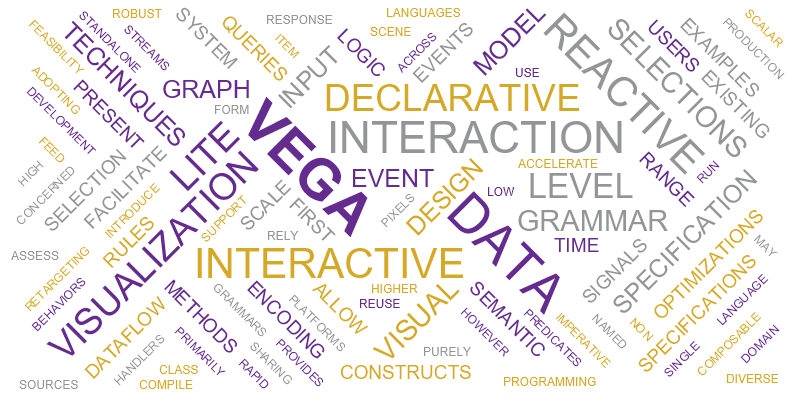 ROBUST
LANGUAGES
SCALAR
STANDALONE
STREAMS
RESPONSE
PRODUCTION
FEASIBILITY
TECHNIQUES
SYSTEM
QUERIES
ITEM
SCENE
LOGIC
ACROSS
EVENTS
MODEL
REACTIVE
SELECTIONS
USERS
EXAMPLES
EXISTING
ADOPTING
PRESENT
GRAPH
INPUT
USE
DEVELOPMENT
FORM
DECLARATIVE
INTERACTION
FEED
HIGH
CONCERNED
SELECTION
FACILITATE
LITE
VEGA
EVENT
DESIGN
ACCELERATE
RANGE
RUN
LOW
LEVEL
INTRODUCE
SUPPORT
SCALE
FIRST
PIXELS
DATA
GRAMMAR
SPECIFICATION
RULES
VISUALIZATION
RELY
TIME
SIGNALS
OPTIMIZATIONS
MAY
ASSESS
RETARGETING
INTERACTIVE
BEHAVIORS
METHODS
GRAMMARS
ENCODING
PLATFORMS
ALLOW
HIGHER
REUSE
VISUAL
SEMANTIC
PREDICATES
NAMED
NON
SPECIFICATIONS
LANGUAGE
DATAFLOW
HANDLERS
PRIMARILY
RAPID
SHARING
PROVIDES
PURELY
HOWEVER
IMPERATIVE
SINGLE
COMPOSABLE
DOMAIN
CLASS
CONSTRUCTS
SOURCES
COMPILE
PROGRAMMING
DIVERSE